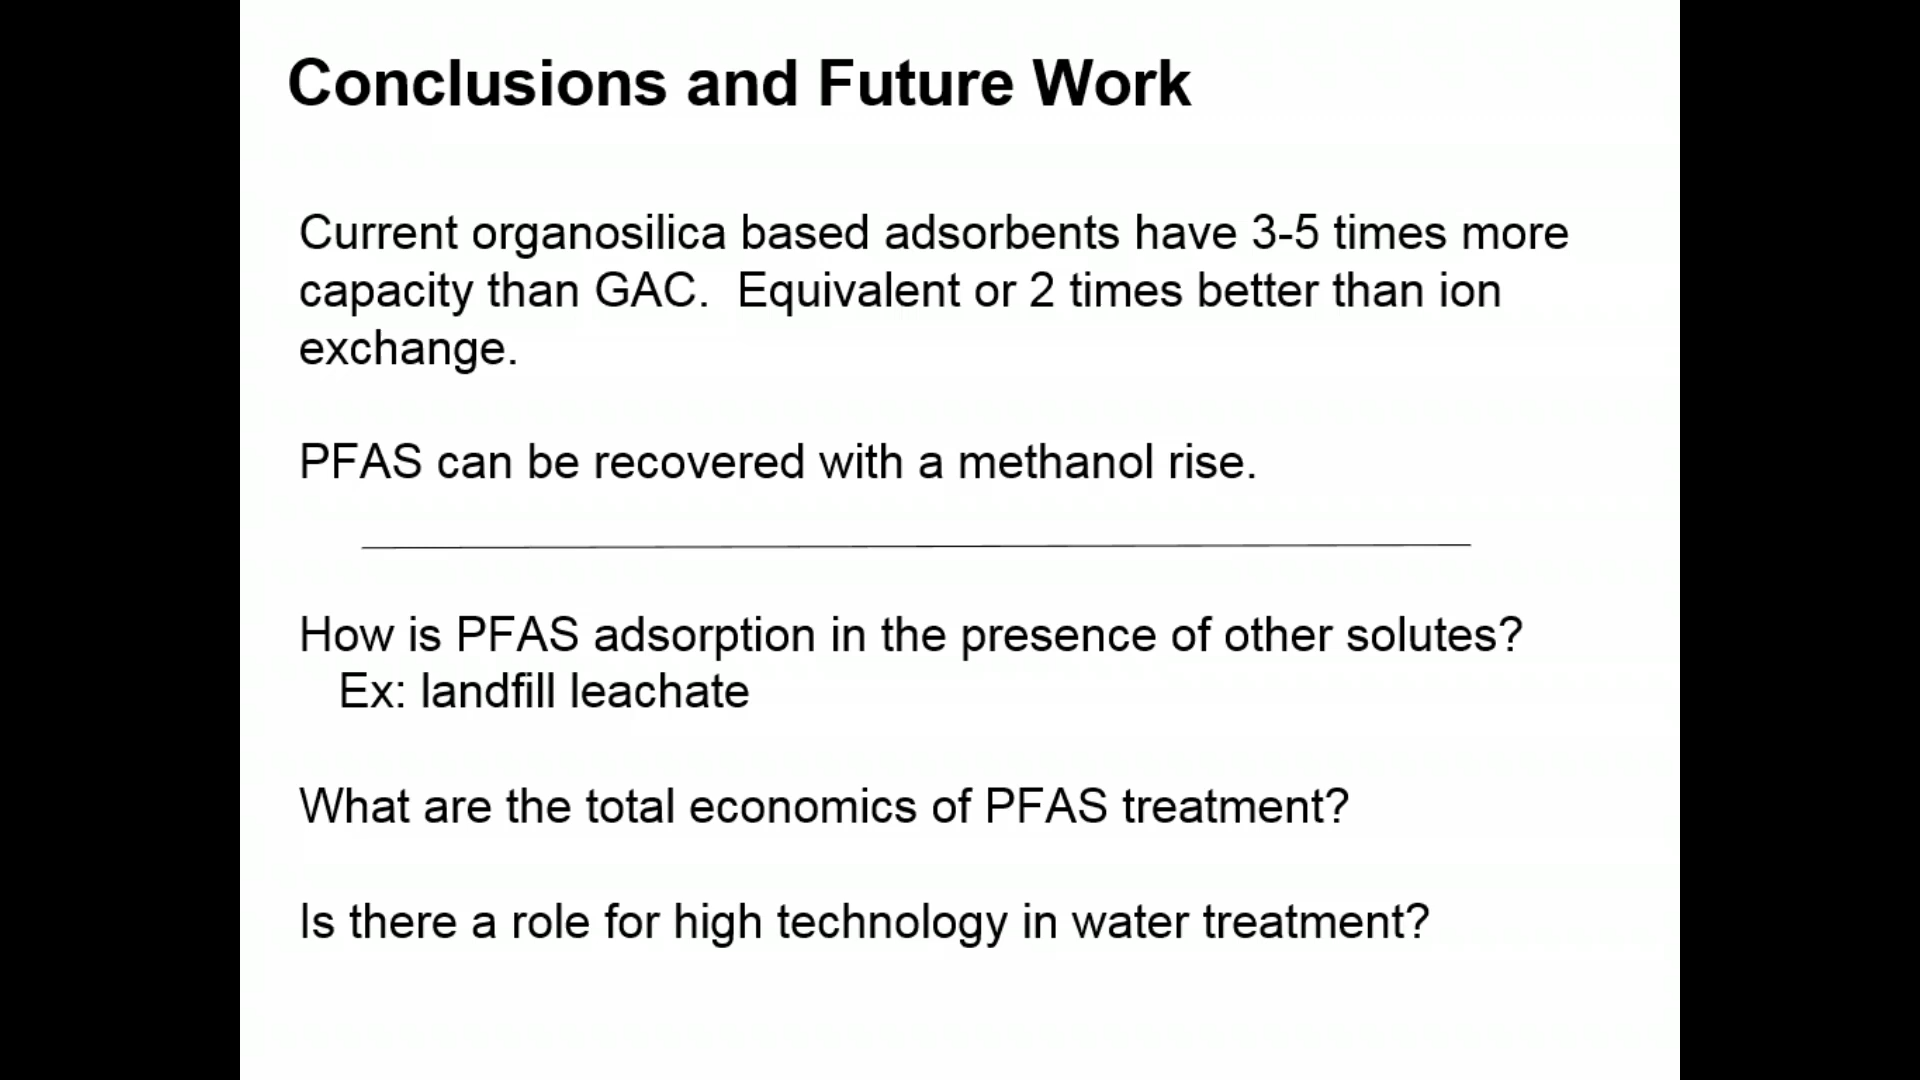 Conclusions and Future Work
Current organosilica based adsorbents have 3-5 times more
capacity than GAC.  Equivalent or 2 times better than ion
exchange.
PFAS can be recovered with a methanol rise.
How is PFAS adsorption in the presence of other solutes?
Ex: landfill leachate
What are the total economics of PFAS treatment?
Is there a role for high technology in water treatment?